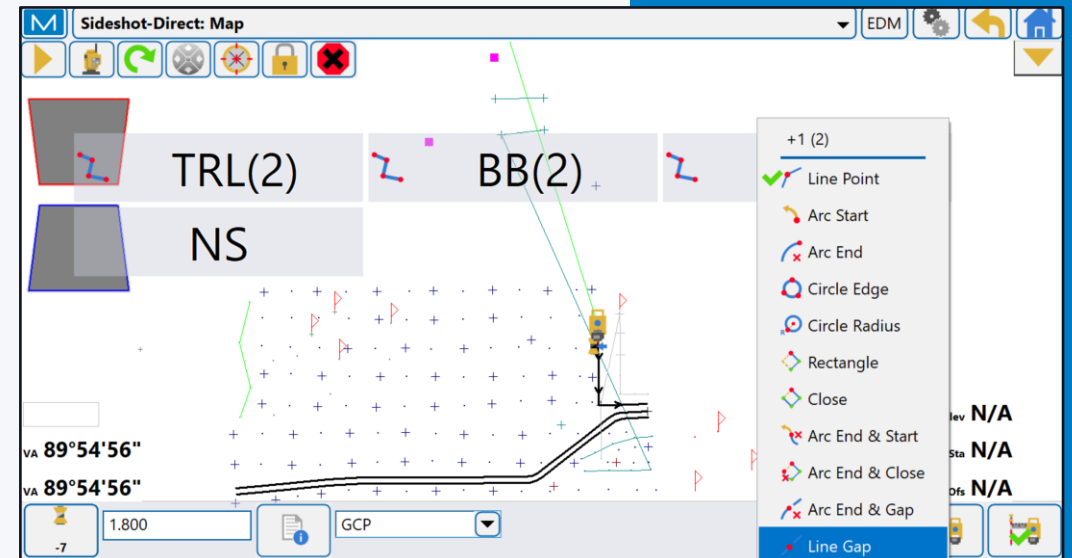 Sideshot-Direct: Map
EDM
TRL(2)
BB(2)
NS
+1 (2)
Line Point
Arc Start
Arc End
Circle Edge
Circle Radius
Rectangle
Close
Arc End & Start
Arc End & Close
Arc End & Gap
Line Gap
VA 89°54'56"
VA 89°54'56"
lev N/A
Sta N/A
Ofs N/A
-7
1.800
GCP